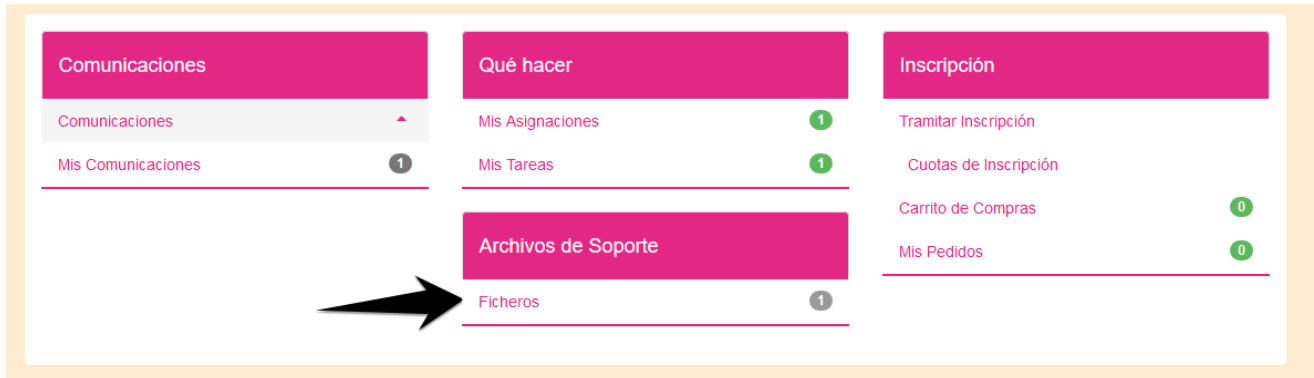 Comunicaciones
Comunicaciones
Mis Comunicaciones 1
Qué hacer
Mis Asignaciones 1
Mis Tareas 1
Archivos de Soporte
Ficheros 1
Inscripción
Tramitar Inscripción
Cuotas de Inscripción
Carrito de Compras 0
Mis Pedidos 0